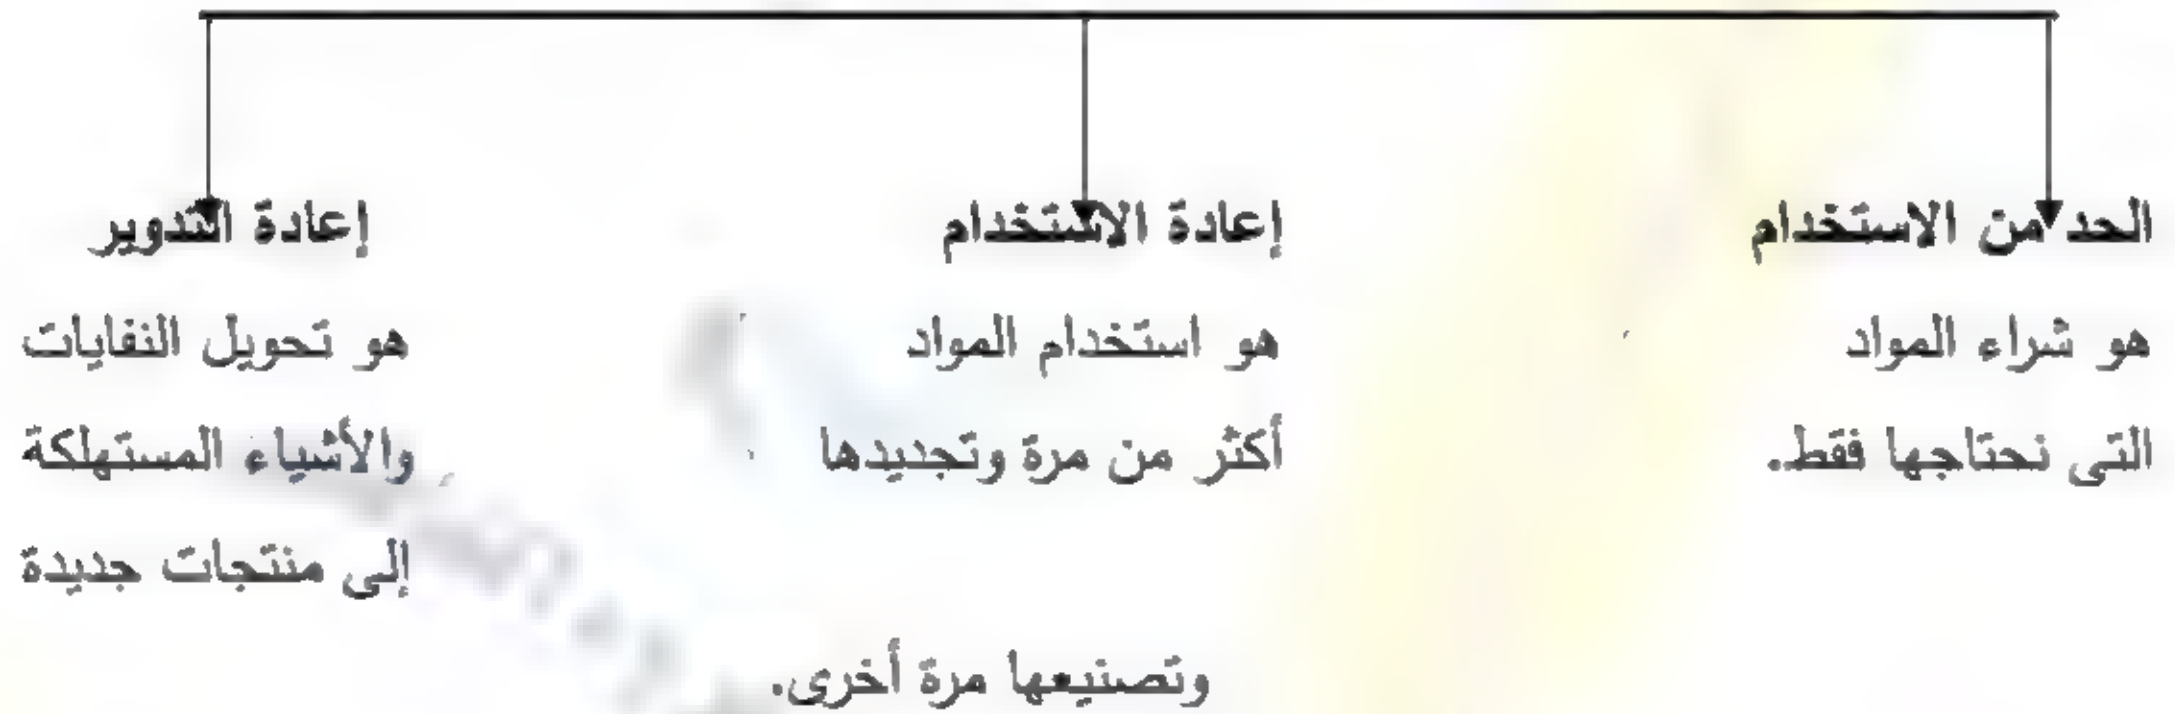 الحد من الاستخدام
هو شراء المواد
التى نحتاجها فقط.
إعادة الاستخدام
هو استخدام المواد
أكثر من مرة وتجديدها
إعادة التدوير
هو تحويل النفايات
والأشياء المستهلكة
إلى منتجات جديدة
وتصنيعها مرة أخرى.